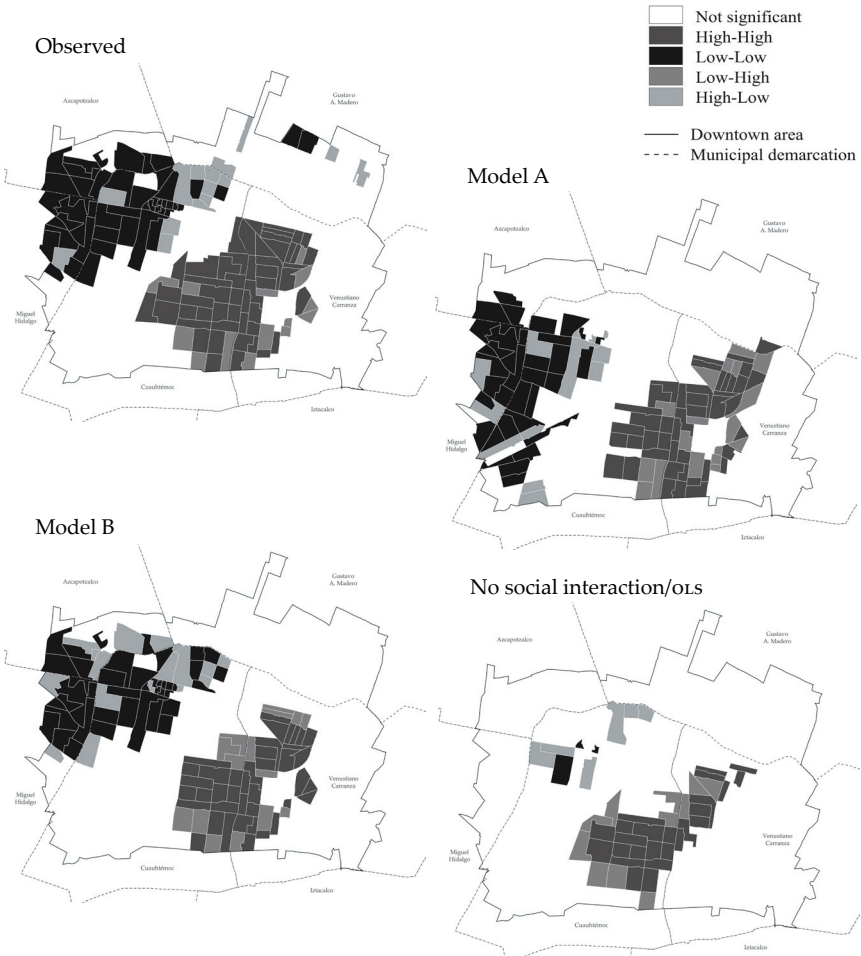 Not significant
High-High
Low-Low
Low-High
High-Low
Downtown area
Municipal demarcation
Observed
Azcapotzalco
Gustavo
A. Madero
Miguel
Hidalgo
Venustiano
Carranza
Cuauhtémoc
Iztacalco
Model A
Azcapotzalco
Gustavo
A. Madero
Miguel
Hidalgo
Venustiano
Carranza
Cuauhtémoc
Iztacalco
Model B
Azcapotzalco
Gustavo
A. Madero
Miguel
Hidalgo
Venustiano
Carranza
Cuauhtémoc
Iztacalco
No social interaction/OLS
Azcapotzalco
Gustavo
A. Madero
Miguel
Hidalgo
Venustiano
Carranza
Cuauhtémoc
Iztacalco